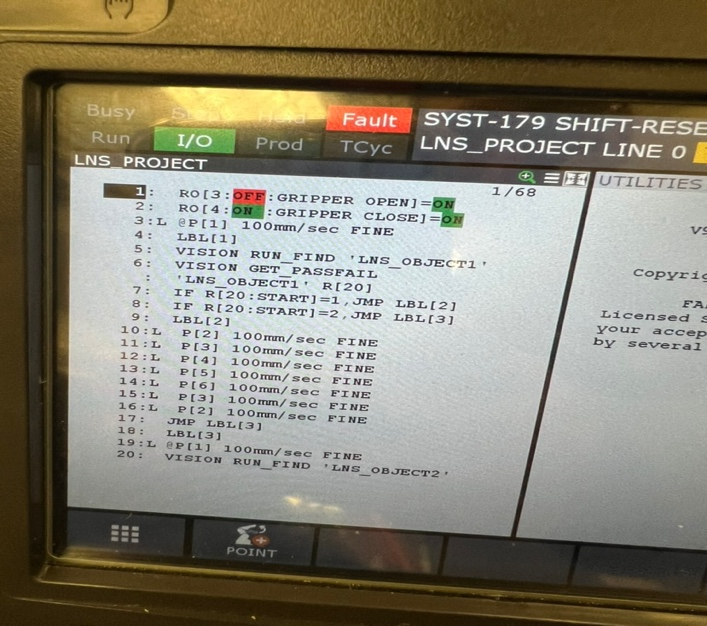 Busy
Fault
SYST-179 SHIFT-RESE
Run I/O Prod TCyc
LNS_PROJECT LINE 0
LNS_PROJECT
1/68
UTILITIES
1: RO[3:OFF:GRIPPER OPEN]=ON
2: RO[4:ON :GRIPPER CLOSE]=ON
3:L @P[1] 100mm/sec FINE
4: LBL[1]
5: VISION RUN_FIND 'LNS_OBJECT1'
6: VISION GET_PASSFAIL
: 'LNS_OBJECT1' R[20]
7: IF R[20:START]=1,JMP LBL[2]
8: IF R[20:START]=2,JMP LBL[3]
9: LBL[2]
10:L P[2] 100mm/sec FINE
11:L P[3] 100mm/sec FINE
12:L P[4] 100mm/sec FINE
13:L P[5] 100mm/sec FINE
14:L P[6] 100mm/sec FINE
15:L P[3] 100mm/sec FINE
16:L P[2] 100mm/sec FINE
17: JMP LBL[3]
18: LBL[3]
19:L @P[1] 100mm/sec FINE
20: VISION RUN_FIND 'LNS_OBJECT2'
V9
Copyrig
FA
Licensed S
your accep
by several
POINT